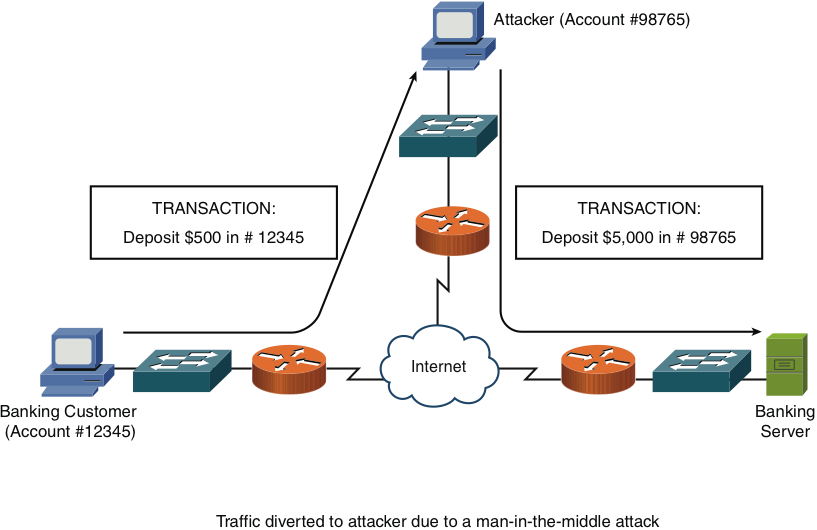 Attacker (Account #98765)
TRANSACTION:
Deposit $500 in # 12345
TRANSACTION:
Deposit $5,000 in # 98765
Internet
Banking Customer
(Account #12345)
Banking
Server
Traffic diverted to attacker due to a man-in-the-middle attack